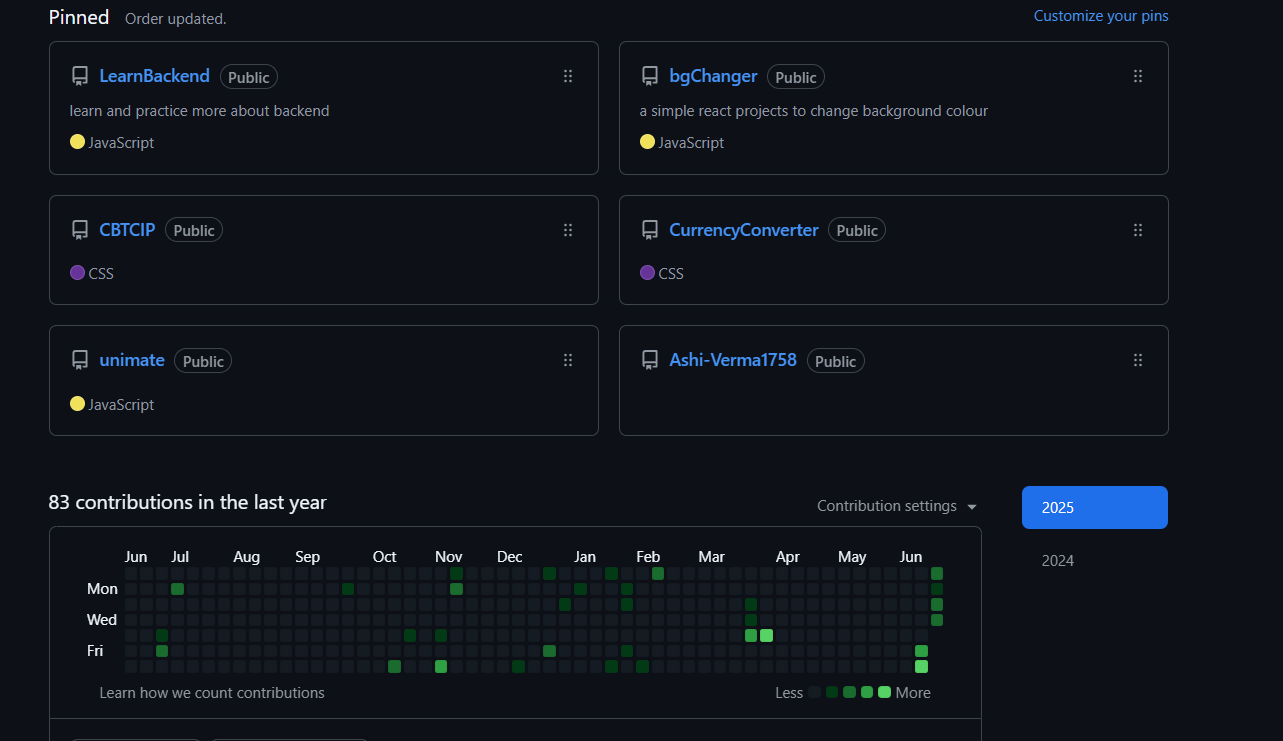 Pinned Order updated. Customize your pins
LearnBackend Public
learn and practice more about backend
JavaScript
bgChanger Public
a simple react projects to change background colour
JavaScript
CBTCIP Public
CSS
CurrencyConverter Public
CSS
unimate Public
JavaScript
Ashi-Verma1758 Public
83 contributions in the last year
Contribution settings
2025
2024
Jun Jul Aug Sep Oct Nov Dec Jan Feb Mar Apr May Jun
Mon
Wed
Fri
Learn how we count contributions
Less More